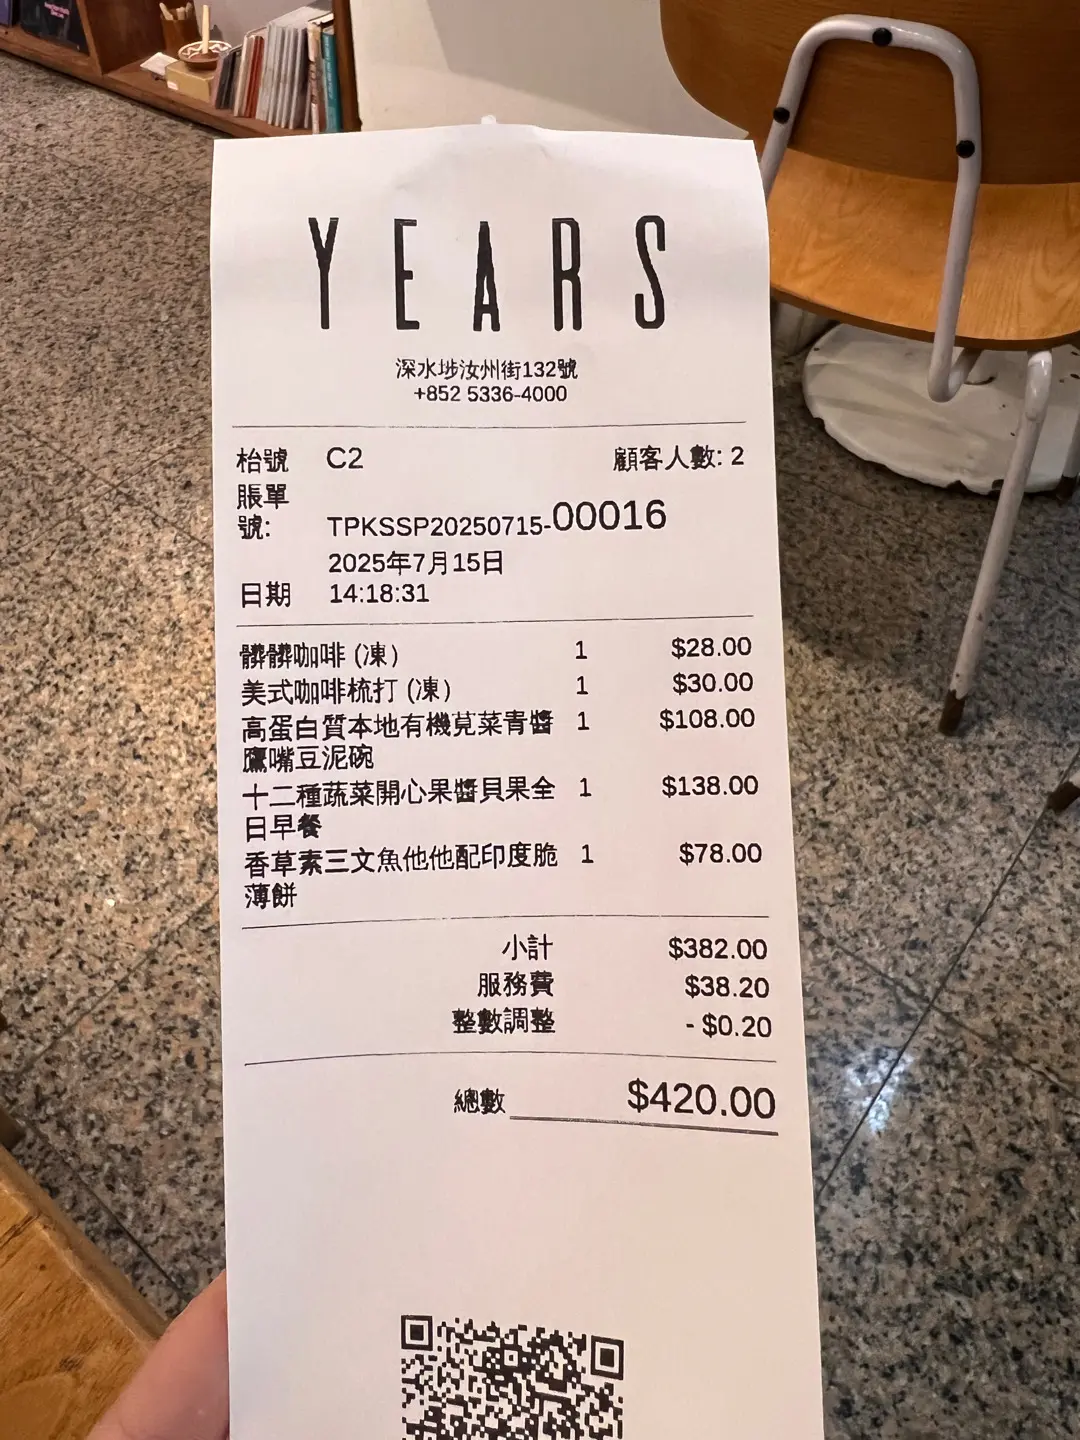 YEARS
深水埗汝州街132號
+852 5336-4000
枱號 C2 顧客人數: 2
賬單
號: TPKSSP20250715-00016
2025年7月15日
日期 14:18:31
髒髒咖啡 (凍) 1 $28.00
美式咖啡梳打 (凍) 1 $30.00
高蛋白質本地有機莧菜青醬 1 $108.00
鷹嘴豆泥碗
十二種蔬菜開心果醬貝果全 1 $138.00
日早餐
香草素三文魚他他配印度脆 1 $78.00
薄餅
小計 $382.00
服務費 $38.20
整數調整 - $0.20
總數 $420.00